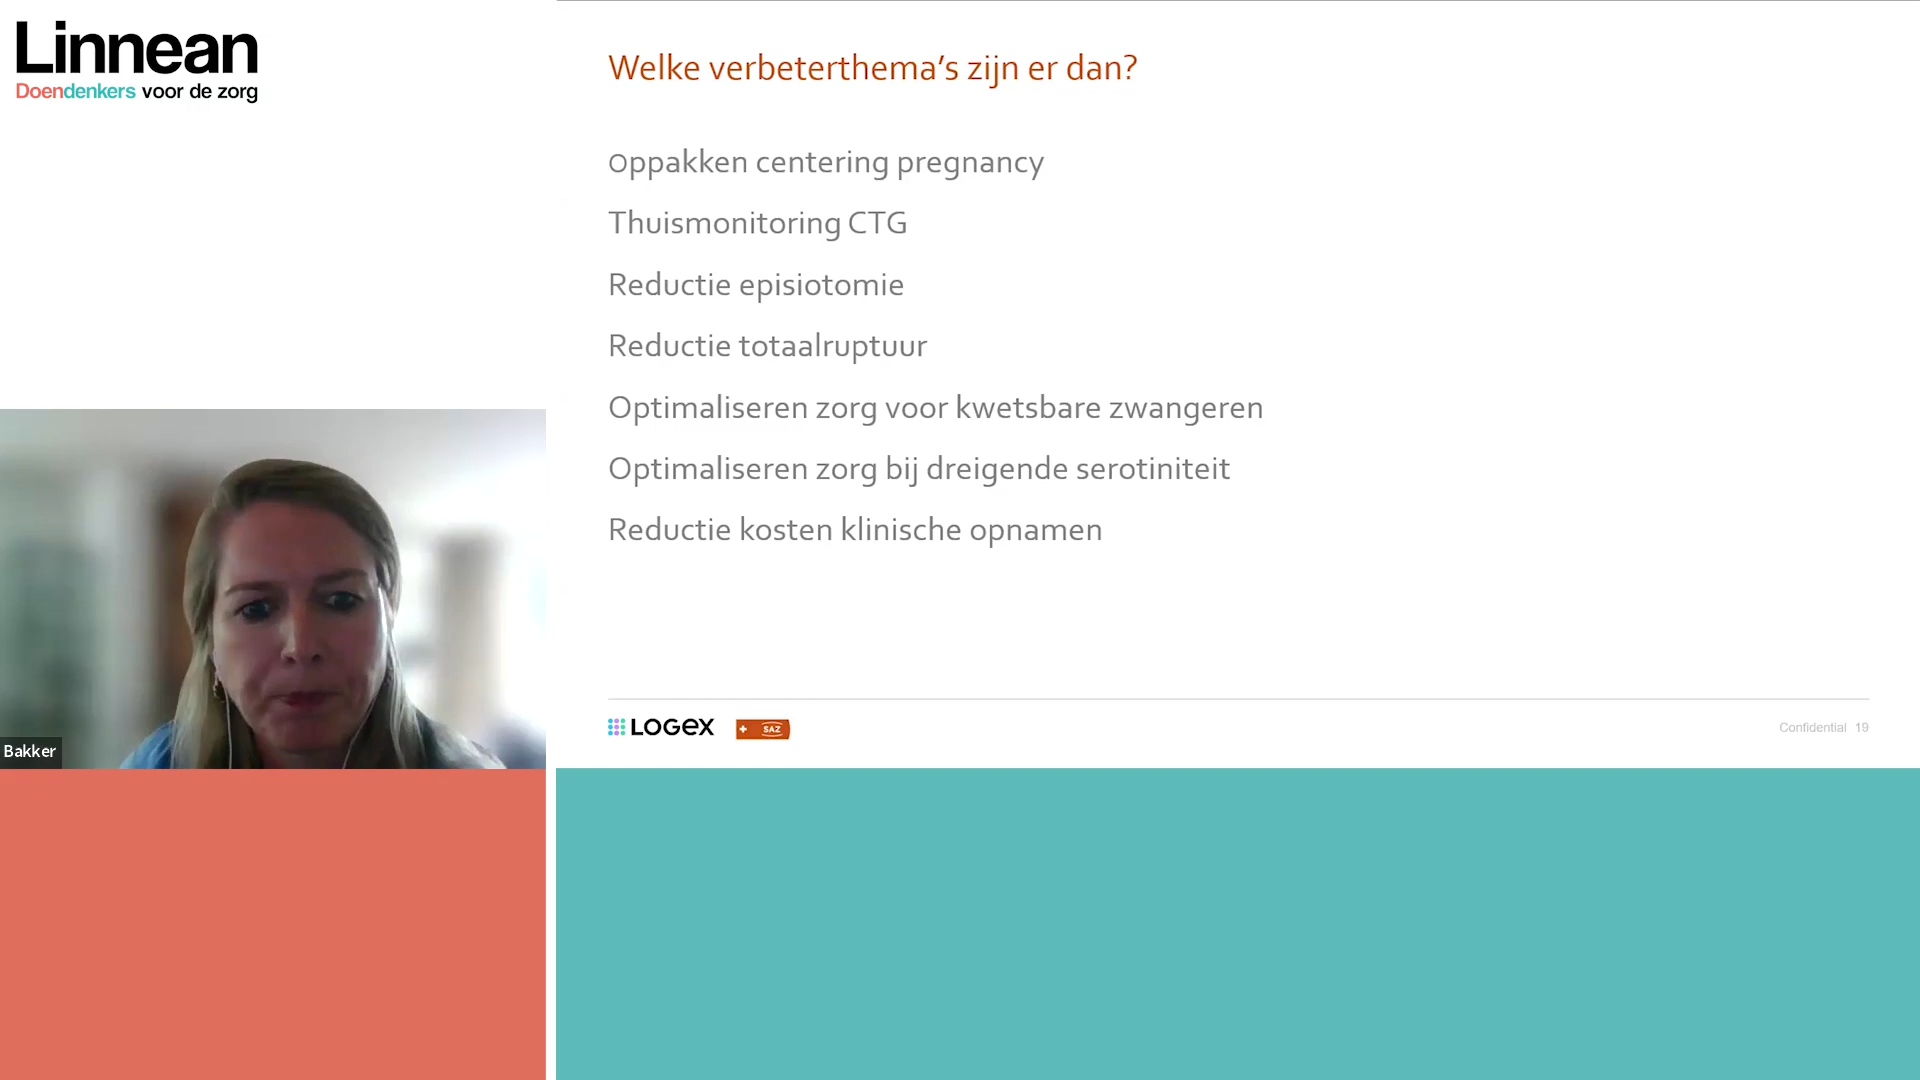 Linnean
Doendenkers voor de zorg
Welke verbeterthema’s zijn er dan?
Oppakken centering pregnancy
Thuismonitoring CTG
Reductie episiotomie
Reductie totaalruptuur
Optimaliseren zorg voor kwetsbare zwangeren
Optimaliseren zorg bij dreigende serotiniteit
Reductie kosten klinische opnamen
LOGEX
SAZ
Confidential 19
Bakker